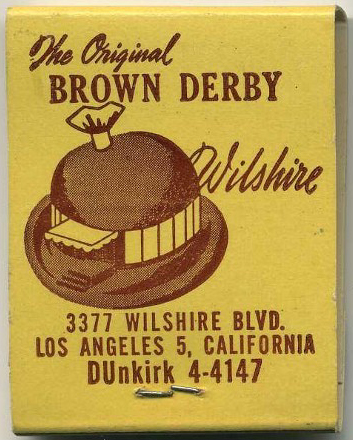 The Original
BROWN DERBY
Wilshire
3377 WILSHIRE BLVD.
LOS ANGELES 5, CALIFORNIA
DUnkirk 4-4147